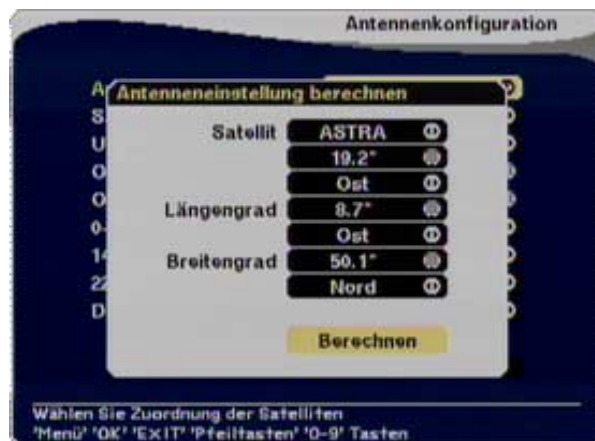 Antennenkonfiguration
Antenneneinstellung berechnen
Satellit ASTRA
19.2°
Ost
Längengrad 8.7°
Ost
Breitengrad 50.1°
Nord
Berechnen
Wählen Sie Zuordnung der Satelliten
'Menü' 'OK' 'EXIT' 'Pfeiltasten' '0-9' Tasten